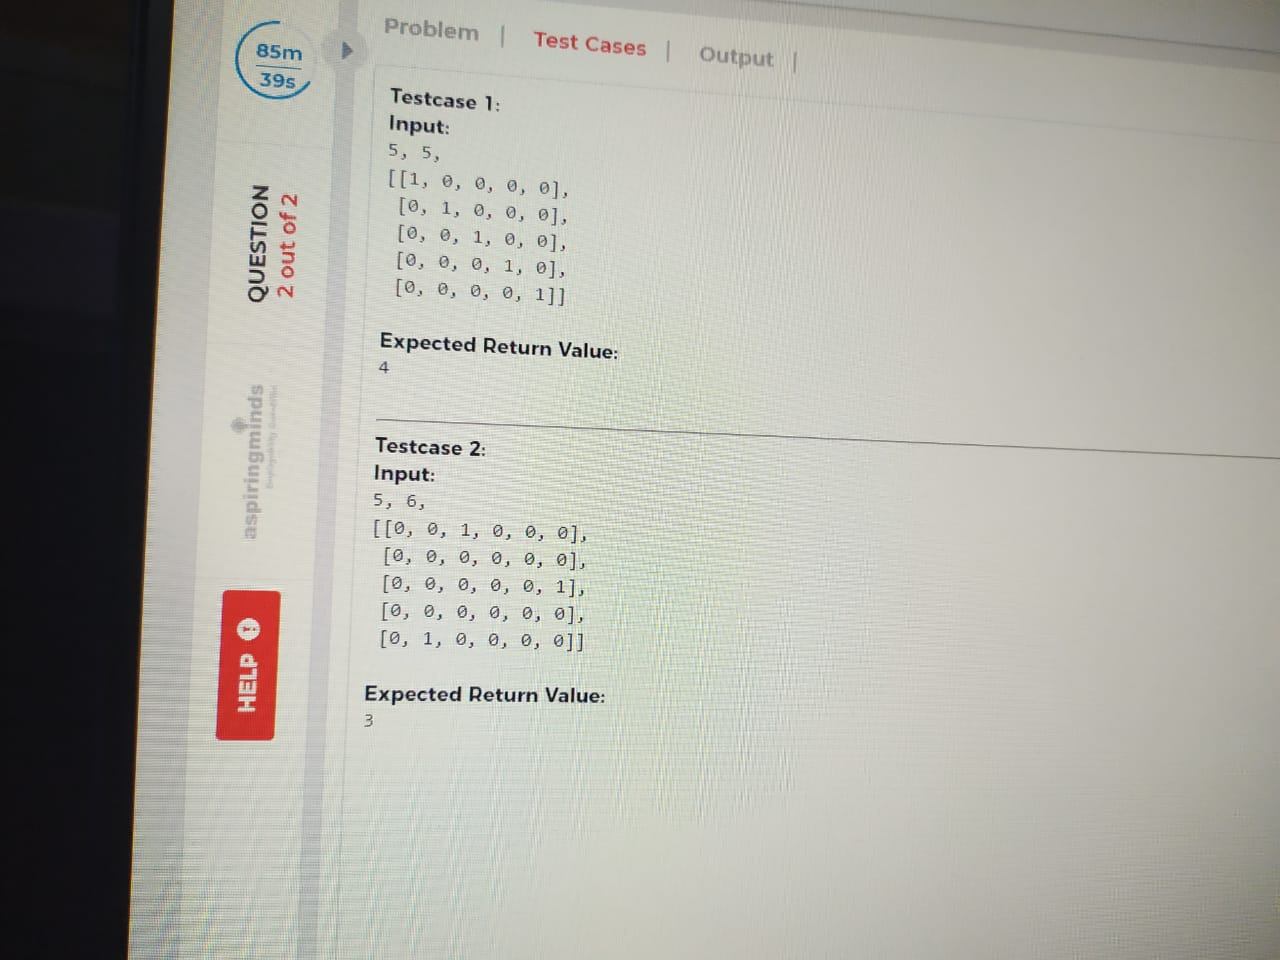 85m
39s
Problem | Test Cases | Output |
QUESTION
2 out of 2
aspiringminds
HELP !
Testcase 1:
Input:
5, 5,
[[1, 0, 0, 0, 0],
[0, 1, 0, 0, 0],
[0, 0, 1, 0, 0],
[0, 0, 0, 1, 0],
[0, 0, 0, 0, 1]]
Expected Return Value:
4
Testcase 2:
Input:
5, 6,
[[0, 0, 1, 0, 0, 0],
[0, 0, 0, 0, 0, 0],
[0, 0, 0, 0, 0, 1],
[0, 0, 0, 0, 0, 0],
[0, 1, 0, 0, 0, 0]]
Expected Return Value:
3